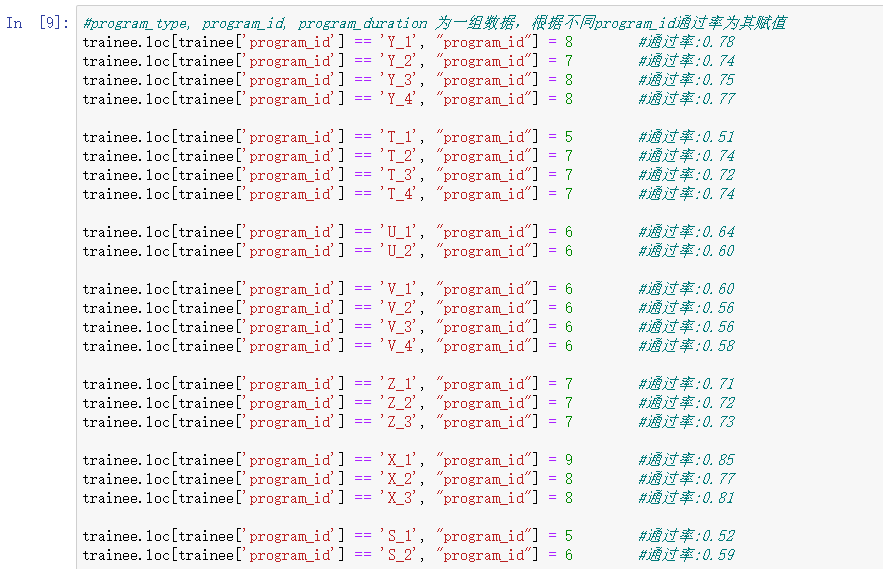 In [9]: #program_type, program_id, program_duration 为一组数据，根据不同program_id通过率为其赋值
trainee.loc[trainee['program_id'] == 'Y_1', "program_id"] = 8 #通过率:0.78
trainee.loc[trainee['program_id'] == 'Y_2', "program_id"] = 7 #通过率:0.74
trainee.loc[trainee['program_id'] == 'Y_3', "program_id"] = 8 #通过率:0.75
trainee.loc[trainee['program_id'] == 'Y_4', "program_id"] = 8 #通过率:0.77
trainee.loc[trainee['program_id'] == 'T_1', "program_id"] = 5 #通过率:0.51
trainee.loc[trainee['program_id'] == 'T_2', "program_id"] = 7 #通过率:0.74
trainee.loc[trainee['program_id'] == 'T_3', "program_id"] = 7 #通过率:0.72
trainee.loc[trainee['program_id'] == 'T_4', "program_id"] = 7 #通过率:0.74
trainee.loc[trainee['program_id'] == 'U_1', "program_id"] = 6 #通过率:0.64
trainee.loc[trainee['program_id'] == 'U_2', "program_id"] = 6 #通过率:0.60
trainee.loc[trainee['program_id'] == 'V_1', "program_id"] = 6 #通过率:0.60
trainee.loc[trainee['program_id'] == 'V_2', "program_id"] = 6 #通过率:0.56
trainee.loc[trainee['program_id'] == 'V_3', "program_id"] = 6 #通过率:0.56
trainee.loc[trainee['program_id'] == 'V_4', "program_id"] = 6 #通过率:0.58
trainee.loc[trainee['program_id'] == 'Z_1', "program_id"] = 7 #通过率:0.71
trainee.loc[trainee['program_id'] == 'Z_2', "program_id"] = 7 #通过率:0.72
trainee.loc[trainee['program_id'] == 'Z_3', "program_id"] = 7 #通过率:0.73
trainee.loc[trainee['program_id'] == 'X_1', "program_id"] = 9 #通过率:0.85
trainee.loc[trainee['program_id'] == 'X_2', "program_id"] = 8 #通过率:0.77
trainee.loc[trainee['program_id'] == 'X_3', "program_id"] = 8 #通过率:0.81
trainee.loc[trainee['program_id'] == 'S_1', "program_id"] = 5 #通过率:0.52
trainee.loc[trainee['program_id'] == 'S_2', "program_id"] = 6 #通过率:0.59